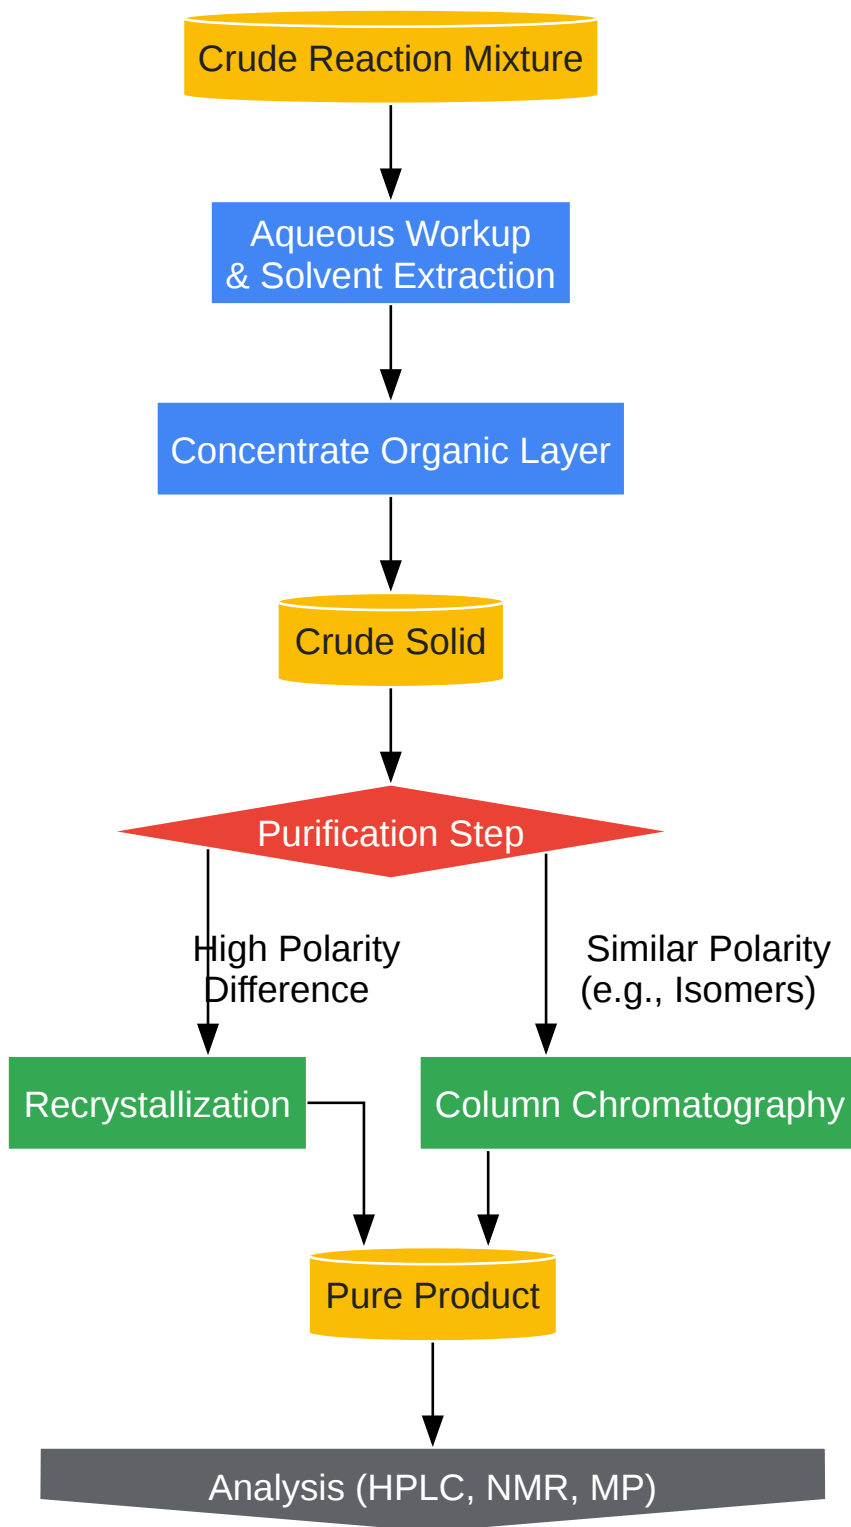 Crude Reaction Mixture
Aqueous Workup
& Solvent Extraction
Concentrate Organic Layer
Crude Solid
Purification Step
High Polarity
Difference
Similar Polarity
(e.g., Isomers)
Recrystallization
Column Chromatography
Pure Product
Analysis (HPLC, NMR, MP)